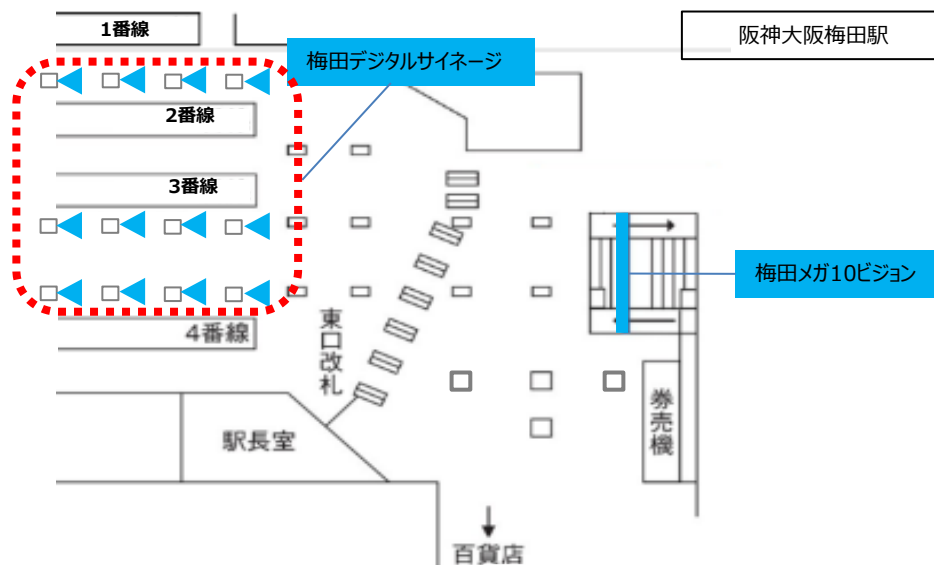 1番線
阪神大阪梅田駅
梅田デジタルサイネージ
2番線
3番線
梅田メガ10ビジョン
4番線
東口改札
券売機
駅長室
百貨店